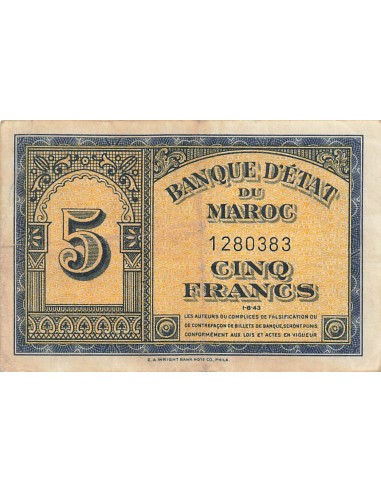 5
BANQUE D'ÉTAT
DU
MAROC
1280383
CINQ
FRANCS
1-8-43
LES AUTEURS OU COMPLICES DE FALSIFICATION OU
DE CONTREFAÇON DE BILLETS DE BANQUE, SERONT PUNIS
CONFORMÉMENT AUX LOIS ET ACTES EN VIGUEUR
E. A. WRIGHT BANK NOTE CO., PHILA.